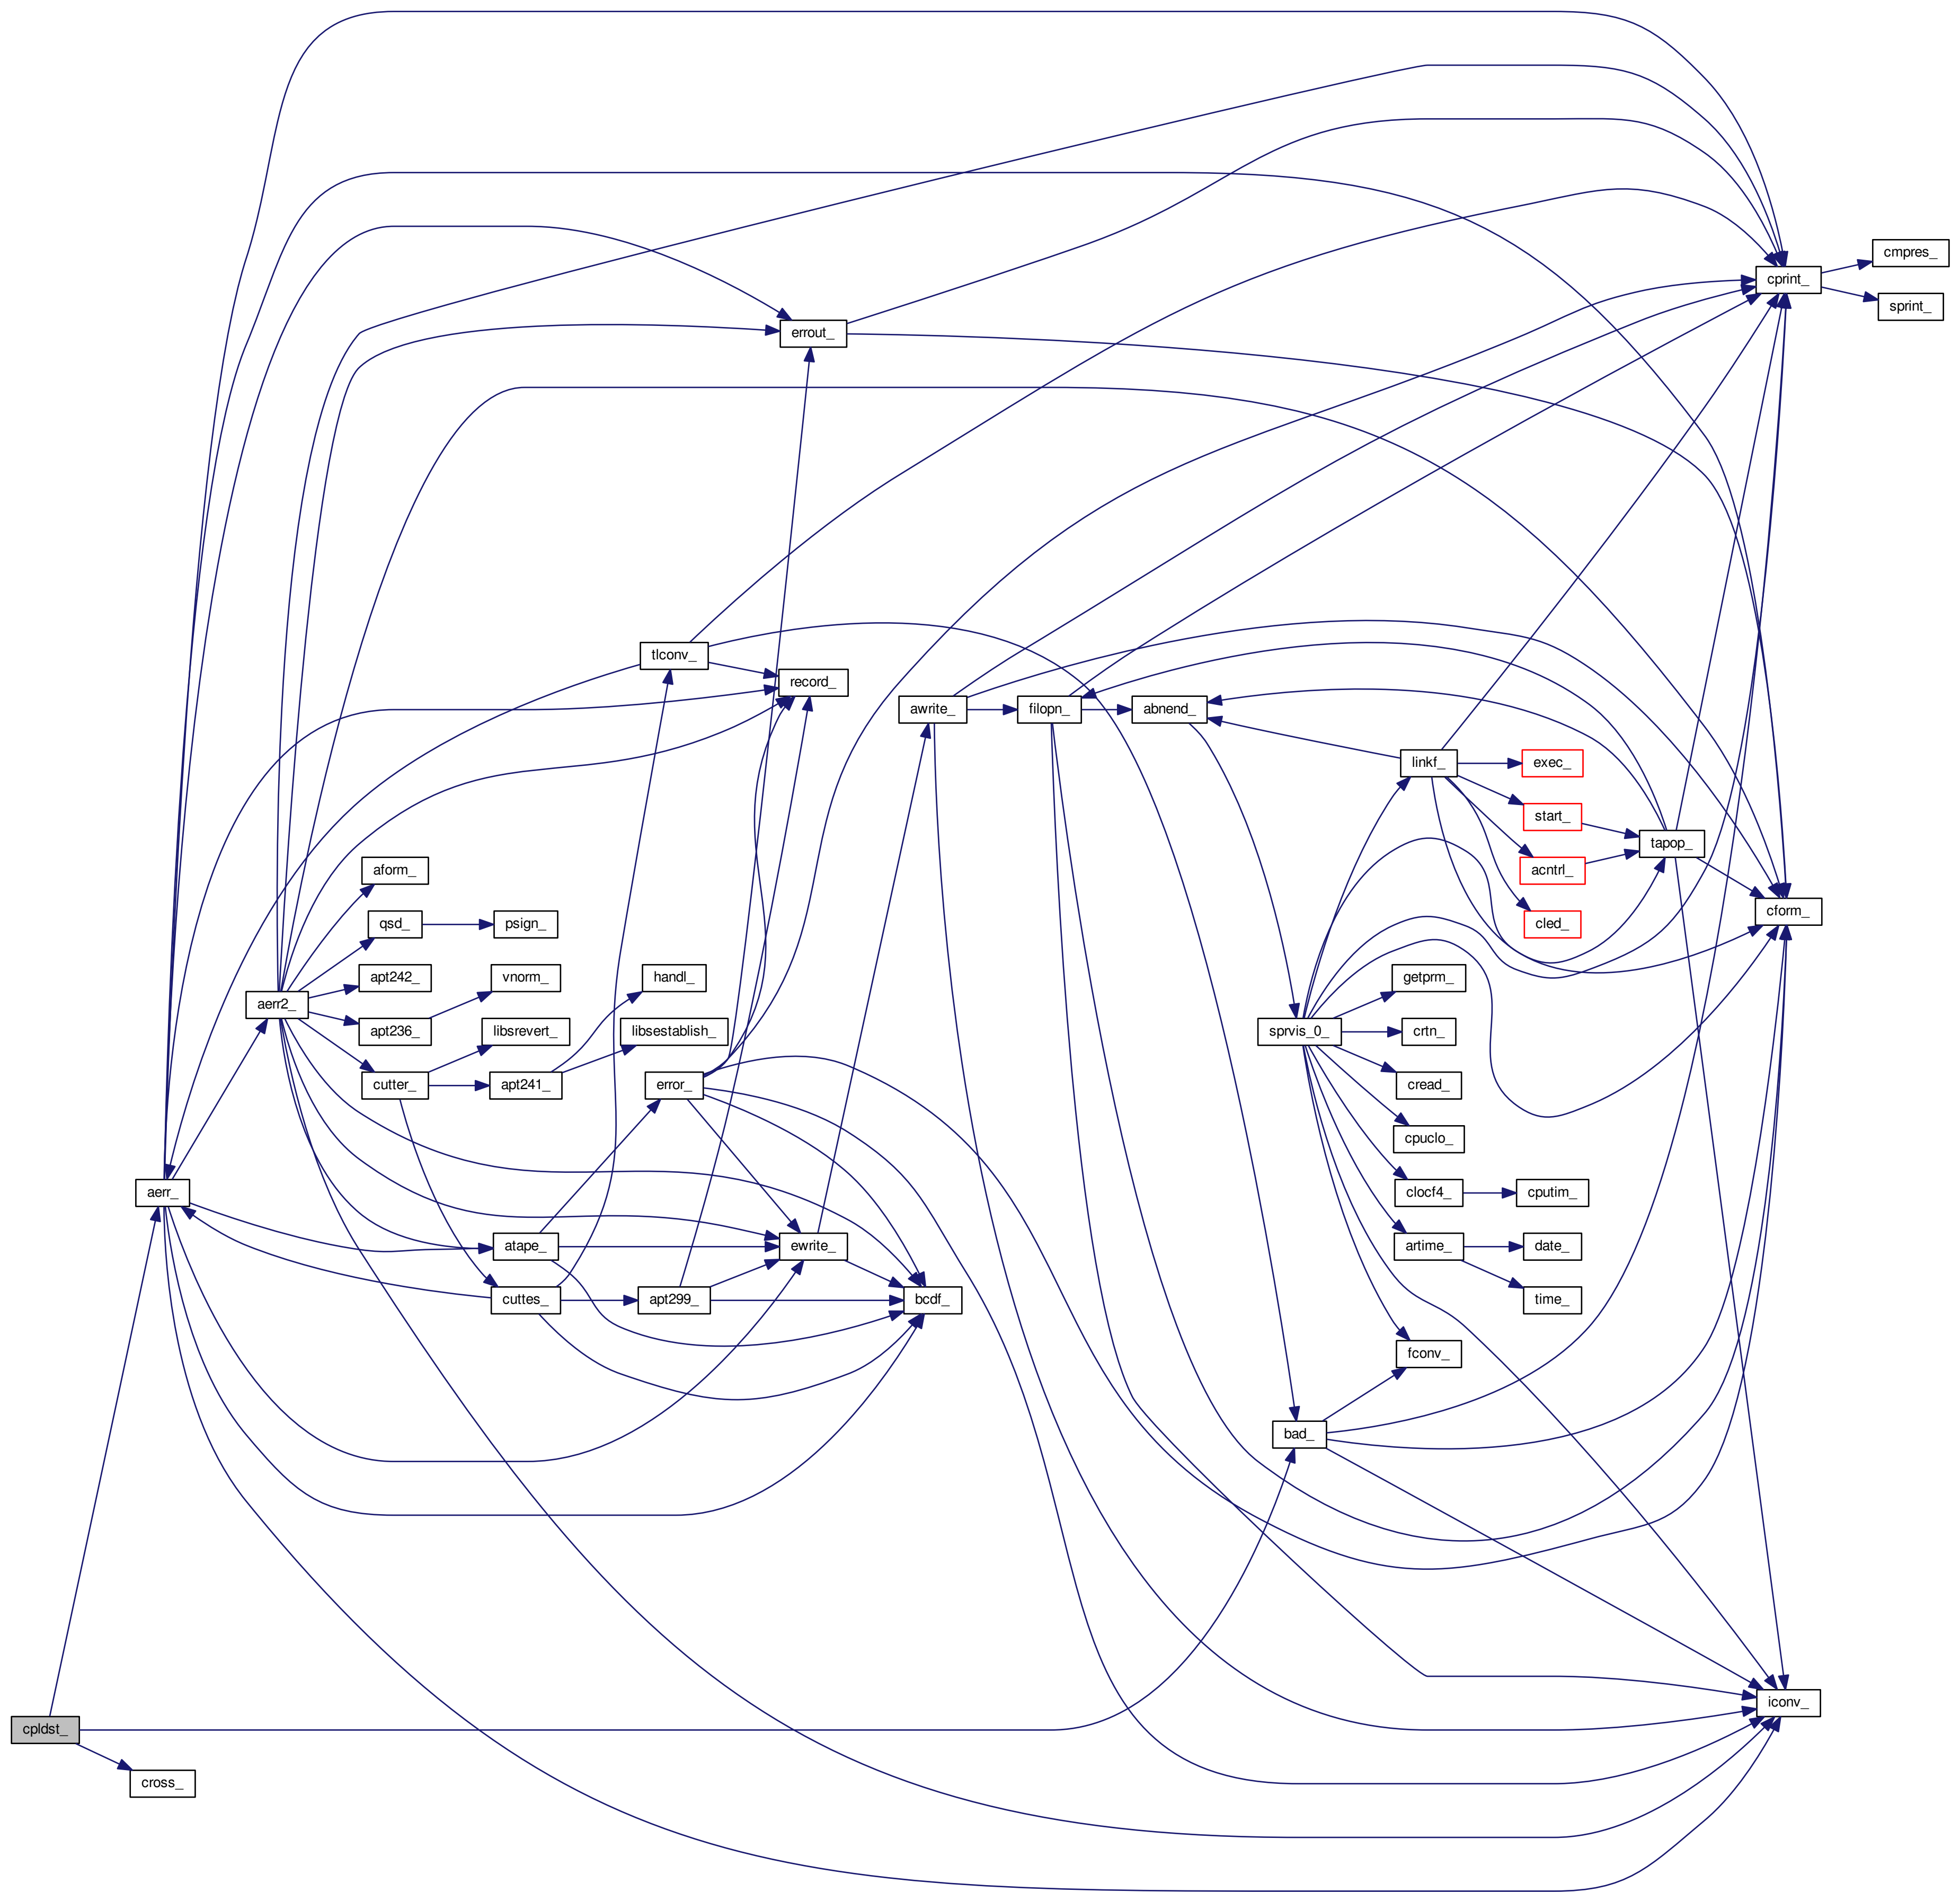 cmpres_
cprint_
sprint_
errout_
tlconv_
record_
awrite_
filopn_
abnend_
linkf_
exec_
start_
tapop_
aform_
acntrl_
qsd_
psign_
cled_
cform_
apt242_
handl_
vnorm_
getprm_
aerr2_
apt236_
libsrevert_
libsestablish_
sprvis_0_
crtn_
cutter_
apt241_
error_
cread_
cpuclo_
aerr_
clocf4_
cputim_
atape_
ewrite_
artime_
date_
cuttes_
apt299_
bcdf_
time_
fconv_
bad_
iconv_
cpldst_
cross_